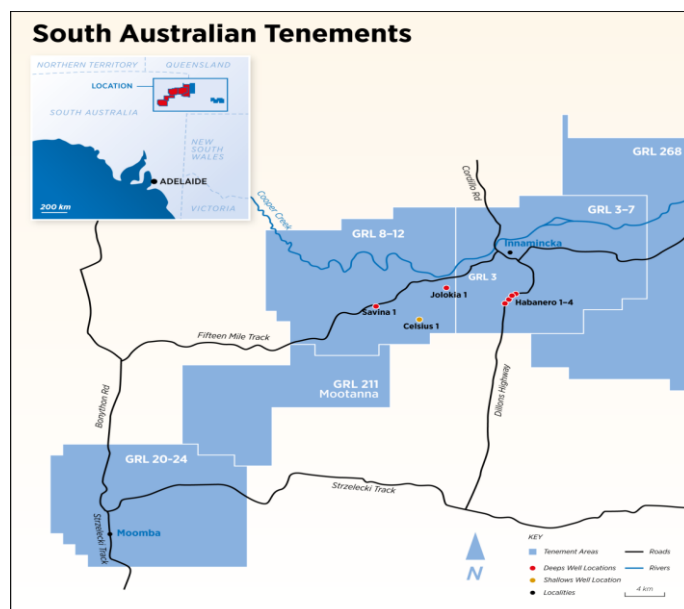 South Australian Tenements
NORTHERN TERRITORY
QUEENSLAND
LOCATION
SOUTH AUSTRALIA
NEW
SOUTH
WALES
ADELAIDE
200 km
VICTORIA
Cooper Creek
Cordillo Rd
GRL 268
GRL 3–7
GRL 8–12
Innamincka
GRL 3
Jolokia 1
Savina 1
Habanero 1–4
Celsius 1
Fifteen Mile Track
GRL 211
Mootanna
Bonython Rd
Dillons Highway
GRL 20–24
Strzelecki Track
Strzelecki Track
Moomba
N
KEY
Tenement Areas
Deeps Well Locations
Shallows Well Location
Localities
Roads
Rivers
4 km